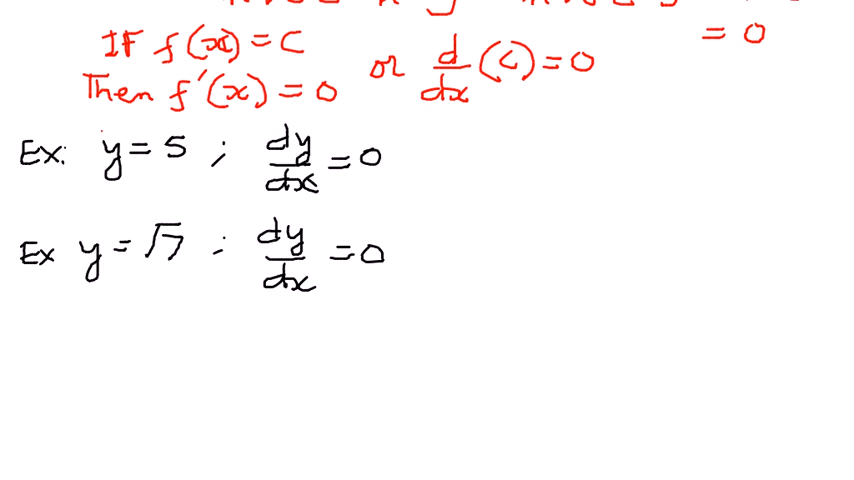 = 0
If f(x) = C
or d/dx (c) = 0
Then f'(x) = 0
Ex: y = 5 ; dy/dx = 0
Ex y = √7 ; dy/dx = 0